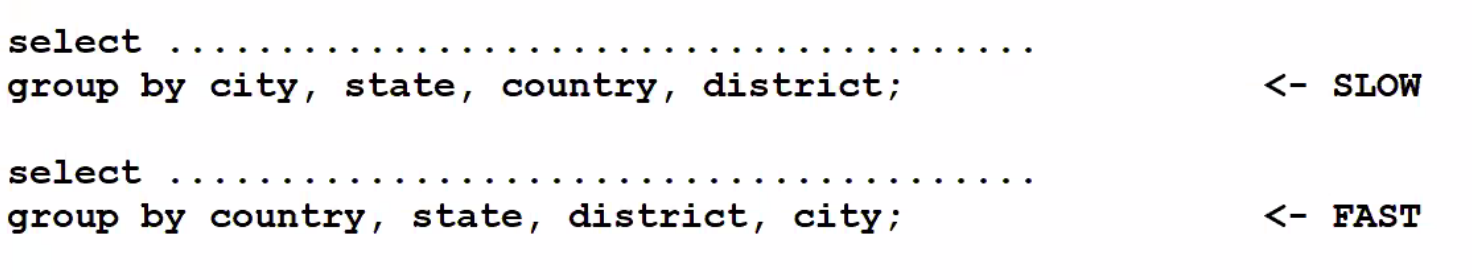 select .......................................
group by city, state, country, district; <- SLOW
select .......................................
group by country, state, district, city; <- FAST